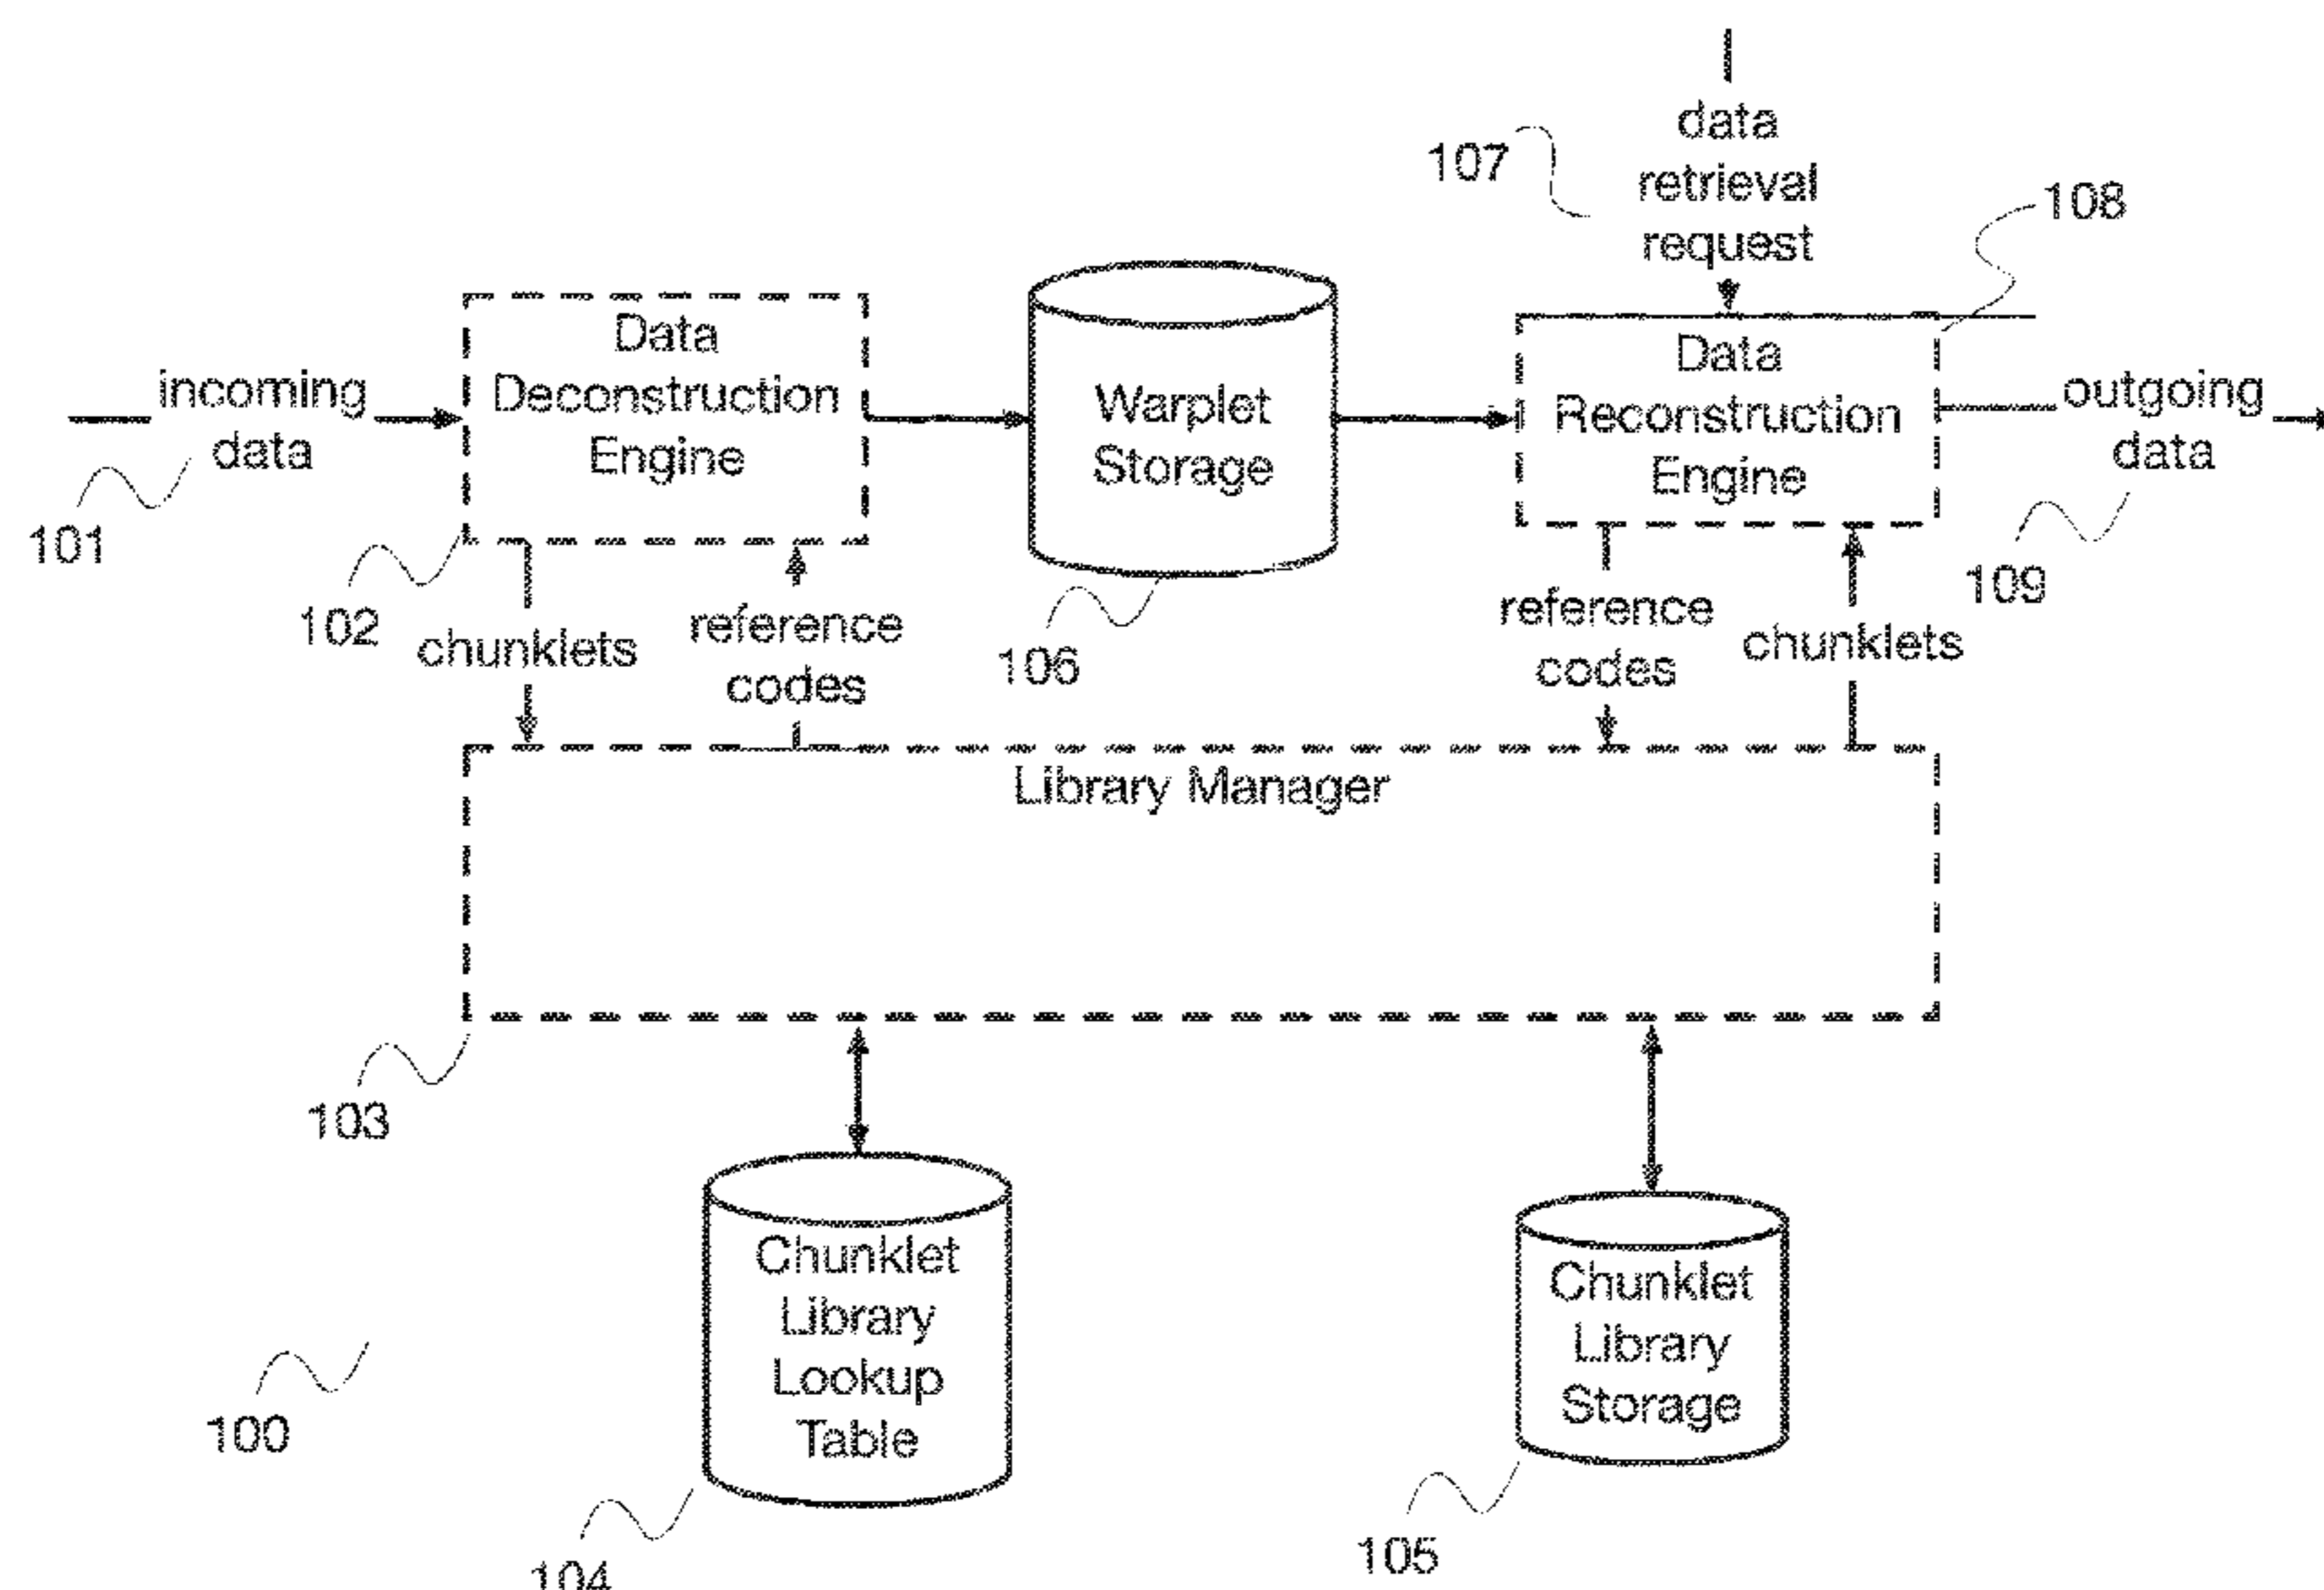 data
retrieval
request
107
108
incoming
data
101
Data
Deconstruction
Engine
102
Warplet
Storage
106
Data
Reconstruction
Engine
outgoing
data
109
chunklets
reference
codes
reference
codes
chunklets
Library Manager
103
Chunklet
Library
Lookup
Table
104
Chunklet
Library
Storage
105
100